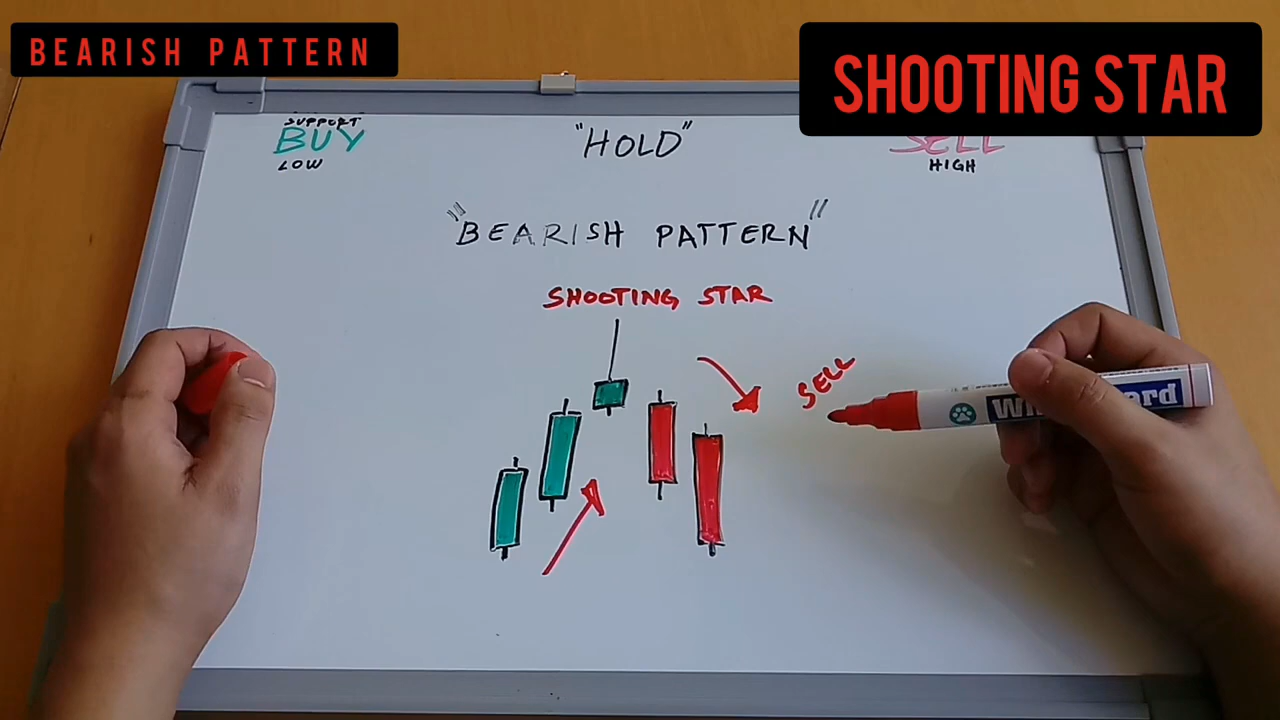 BEARISH PATTERN
SHOOTING STAR
SUPPORT
BUY
LOW
"HOLD"
SELL
HIGH
"BEARISH PATTERN"
SHOOTING STAR
SELL